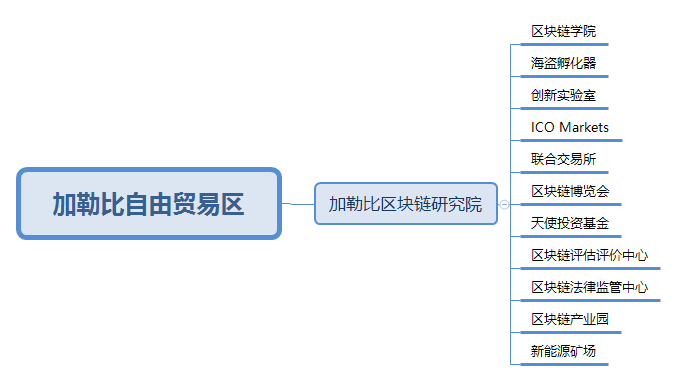 加勒比自由贸易区
加勒比区块链研究院
区块链学院
海盗孵化器
创新实验室
ICO Markets
联合交易所
区块链博览会
天使投资基金
区块链评估评价中心
区块链法律监管中心
区块链产业园
新能源矿场